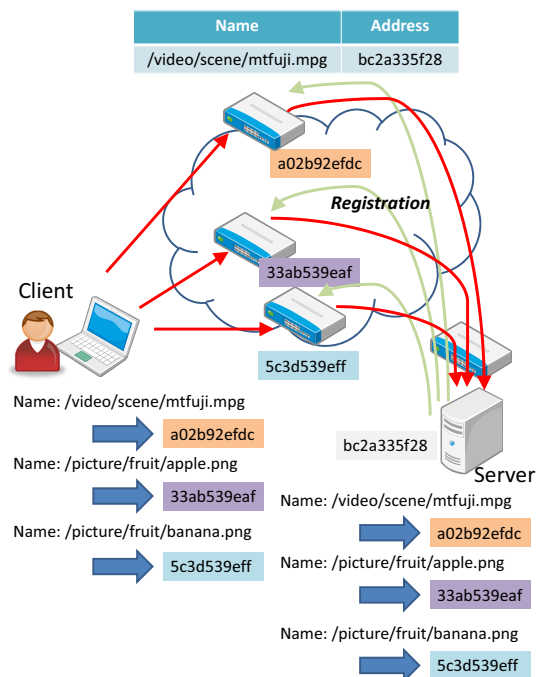 Name Address
/video/scene/mtfuji.mpg bc2a335f28
a02b92efdc
Registration
33ab539eaf
Client
5c3d539eff
Name: /video/scene/mtfuji.mpg
a02b92efdc
bc2a335f28
Name: /picture/fruit/apple.png
Server
33ab539eaf
Name: /video/scene/mtfuji.mpg
Name: /picture/fruit/banana.png
a02b92efdc
5c3d539eff
Name: /picture/fruit/apple.png
33ab539eaf
Name: /picture/fruit/banana.png
5c3d539eff